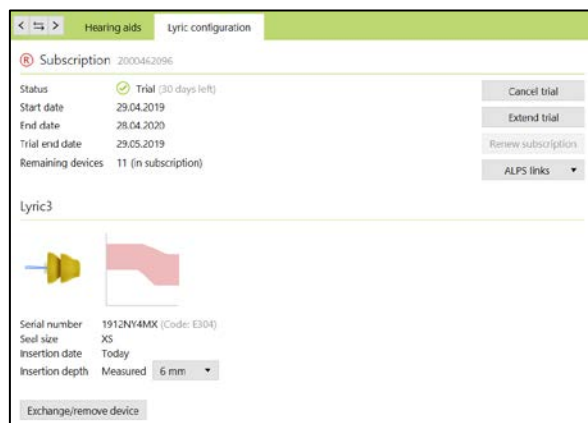 Hearing aids Lyric configuration
R Subscription 2000462096
Status Trial (30 days left) Cancel trial
Start date 29.04.2019
Extend trial
End date 28.04.2020
Trial end date 29.05.2019 Renew subscription
Remaining devices 11 (in subscription) ALPS links
Lyric3
Serial number 1912NY4MX (Code: E304)
Seal size XS
Insertion date Today
Insertion depth Measured 6 mm
Exchange/remove device